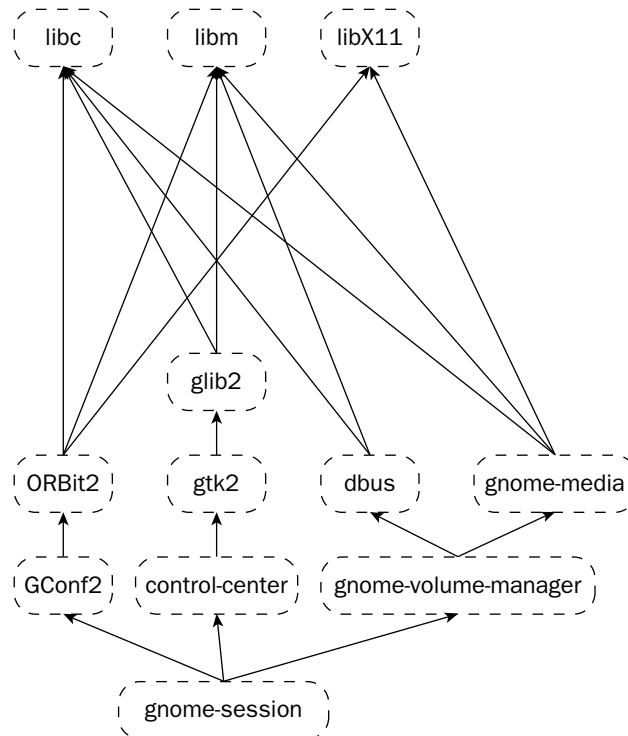 libc
libm
libX11
glib2
ORBit2
gtk2
dbus
gnome-media
GConf2
control-center
gnome-volume-manager
gnome-session